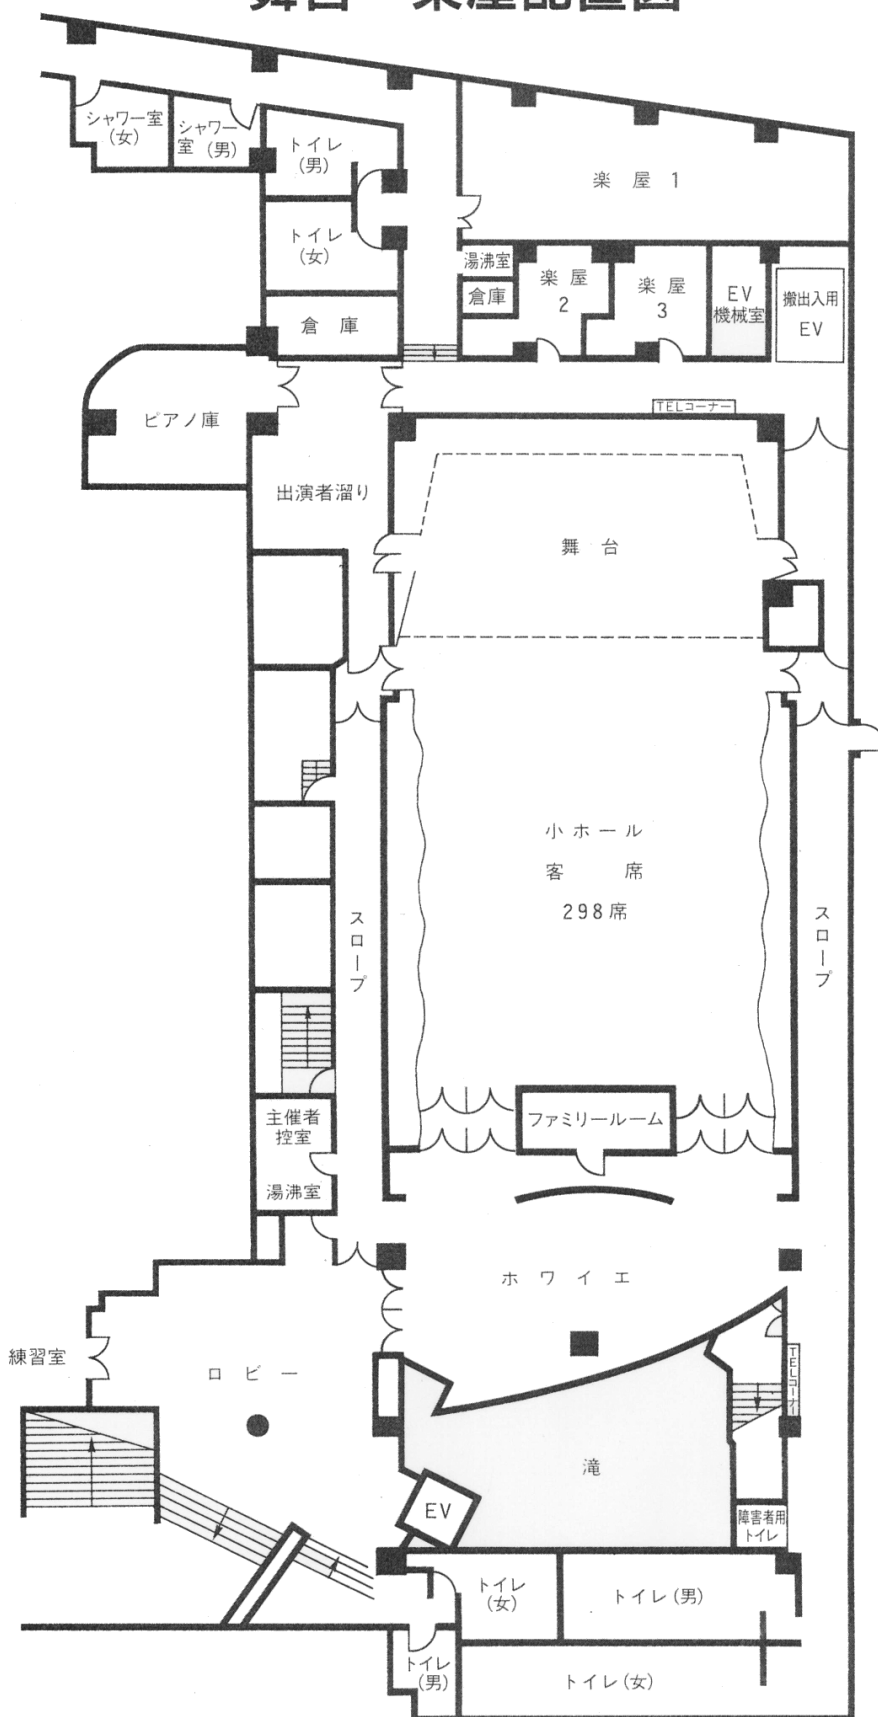 舞台・楽屋配置図
シャワー室
(女)
シャワー
室(男)
トイレ
(男)
楽屋1
トイレ
(女)
湯沸室
倉庫
楽屋
2
楽屋
3
EV
機械室
搬出入用
EV
倉庫
TELコーナー
ピアノ庫
出演者溜り
舞台
小ホール
客席
298席
スロープ
スロープ
主催者
控室
ファミリールーム
湯沸室
ホワイエ
練習室
ロビー
TELコーナー
滝
EV
障害者用
トイレ
トイレ
(女)
トイレ(男)
トイレ
(男)
トイレ(女)